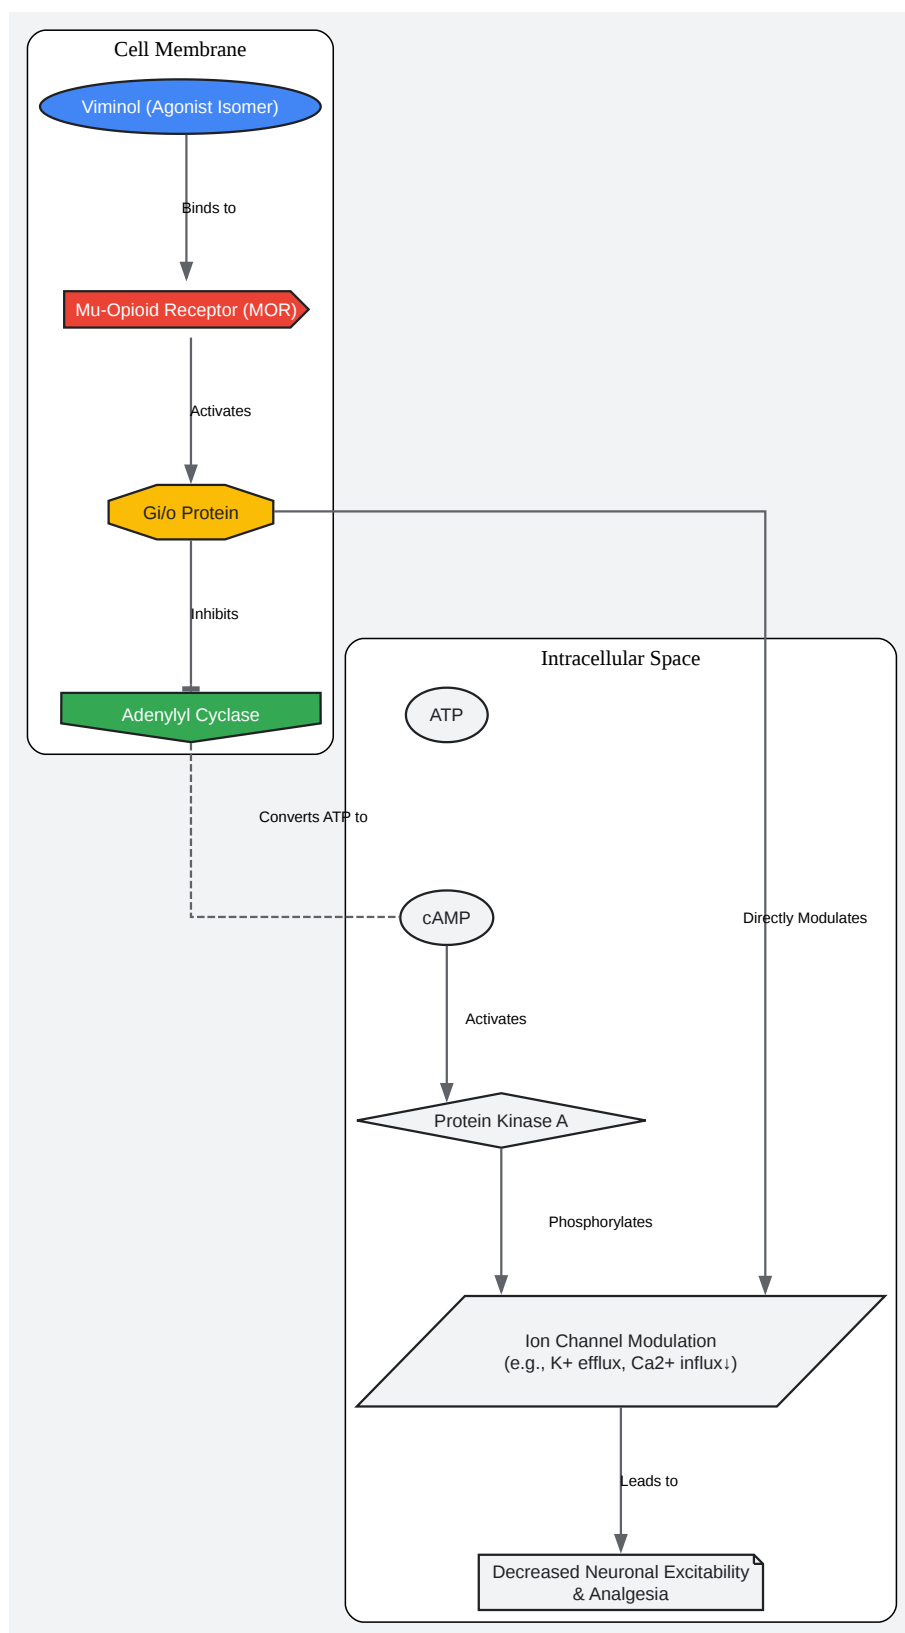 Cell Membrane
Viminol (Agonist Isomer)
Binds to
Mu-Opioid Receptor (MOR)
Activates
Gi/o Protein
Inhibits
Adenylyl Cyclase
Intracellular Space
ATP
Converts ATP to
cAMP
Directly Modulates
Activates
Protein Kinase A
Phosphorylates
Ion Channel Modulation
(e.g., K+ efflux, Ca2+ influx↓)
Leads to
Decreased Neuronal Excitability
& Analgesia